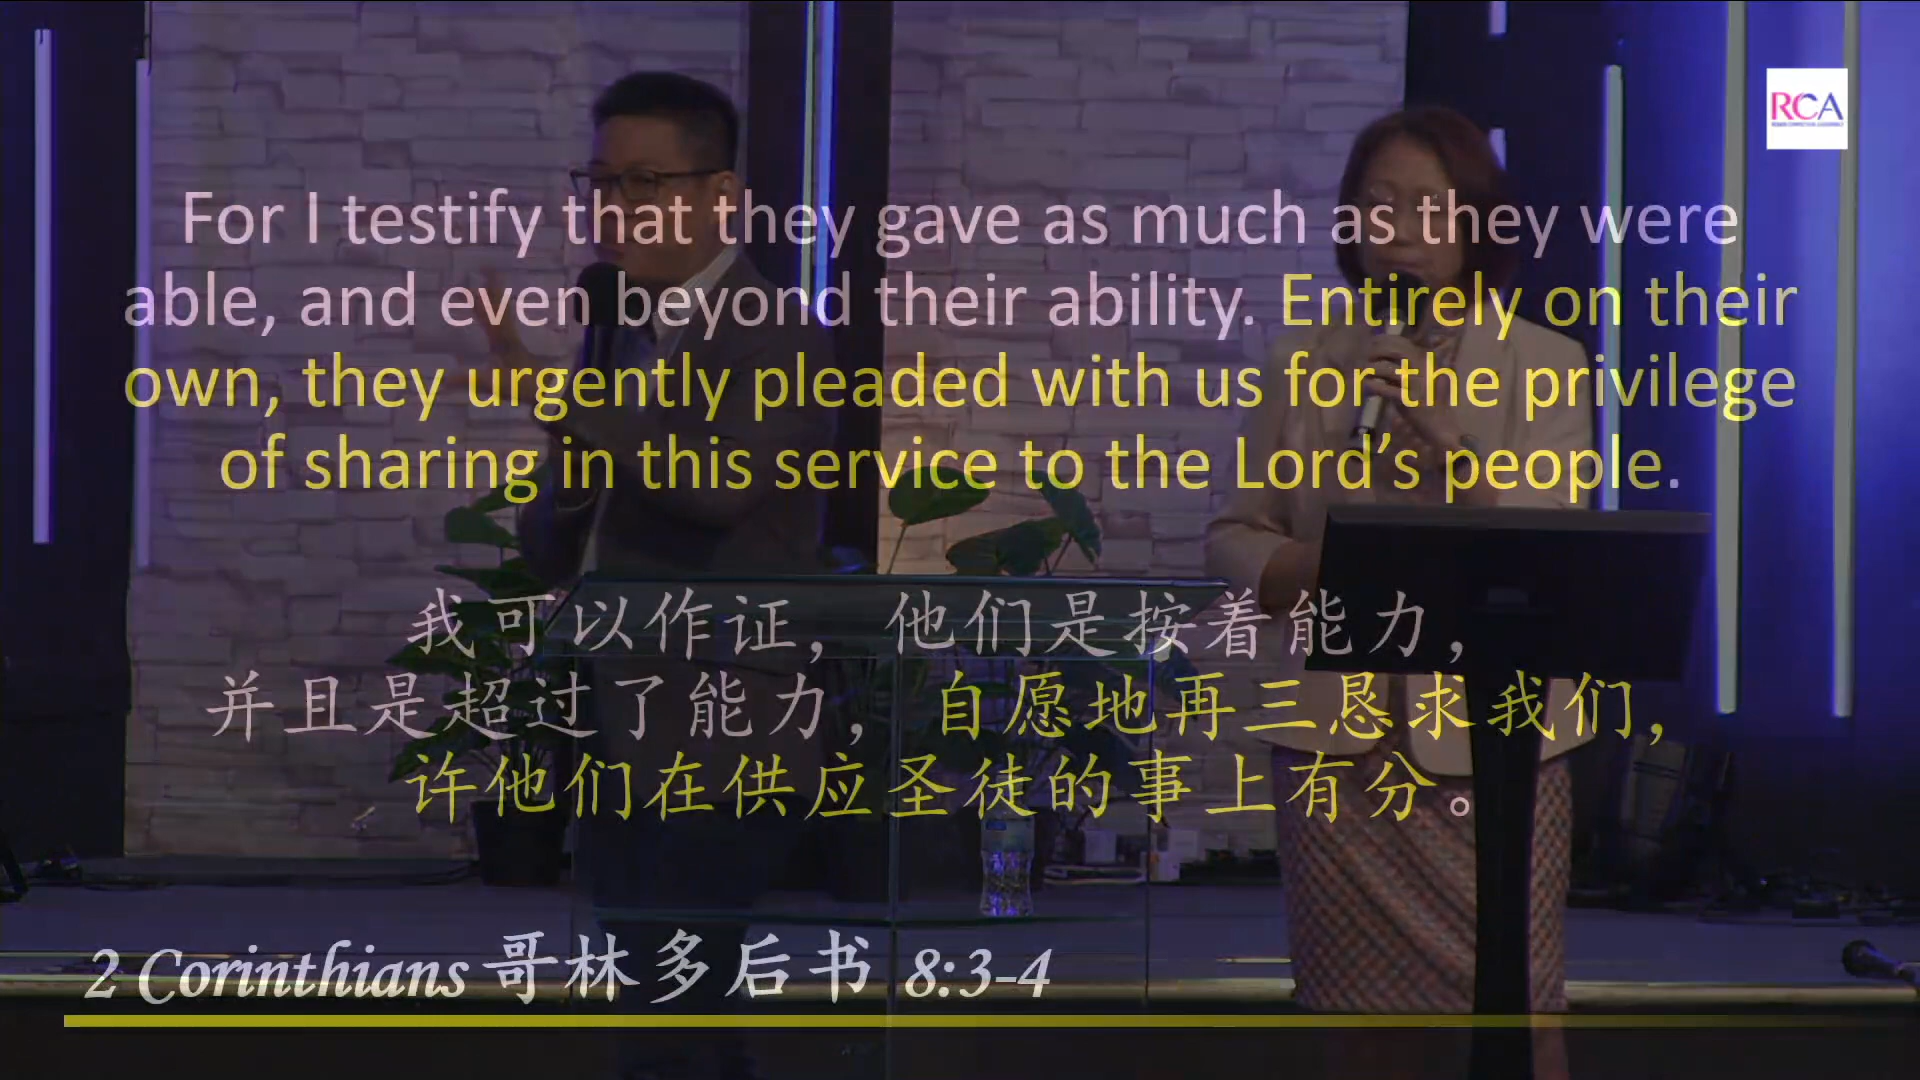 RCA
For I testify that they gave as much as they were
able, and even beyond their ability. Entirely on their
own, they urgently pleaded with us for the privilege
of sharing in this service to the Lord’s people.
我可以作证，他们是按着能力，
并且是超过了能力，自愿地再三恳求我们，
许他们在供应圣徒的事上有分。
2 Corinthians 哥林多后书 8:3-4